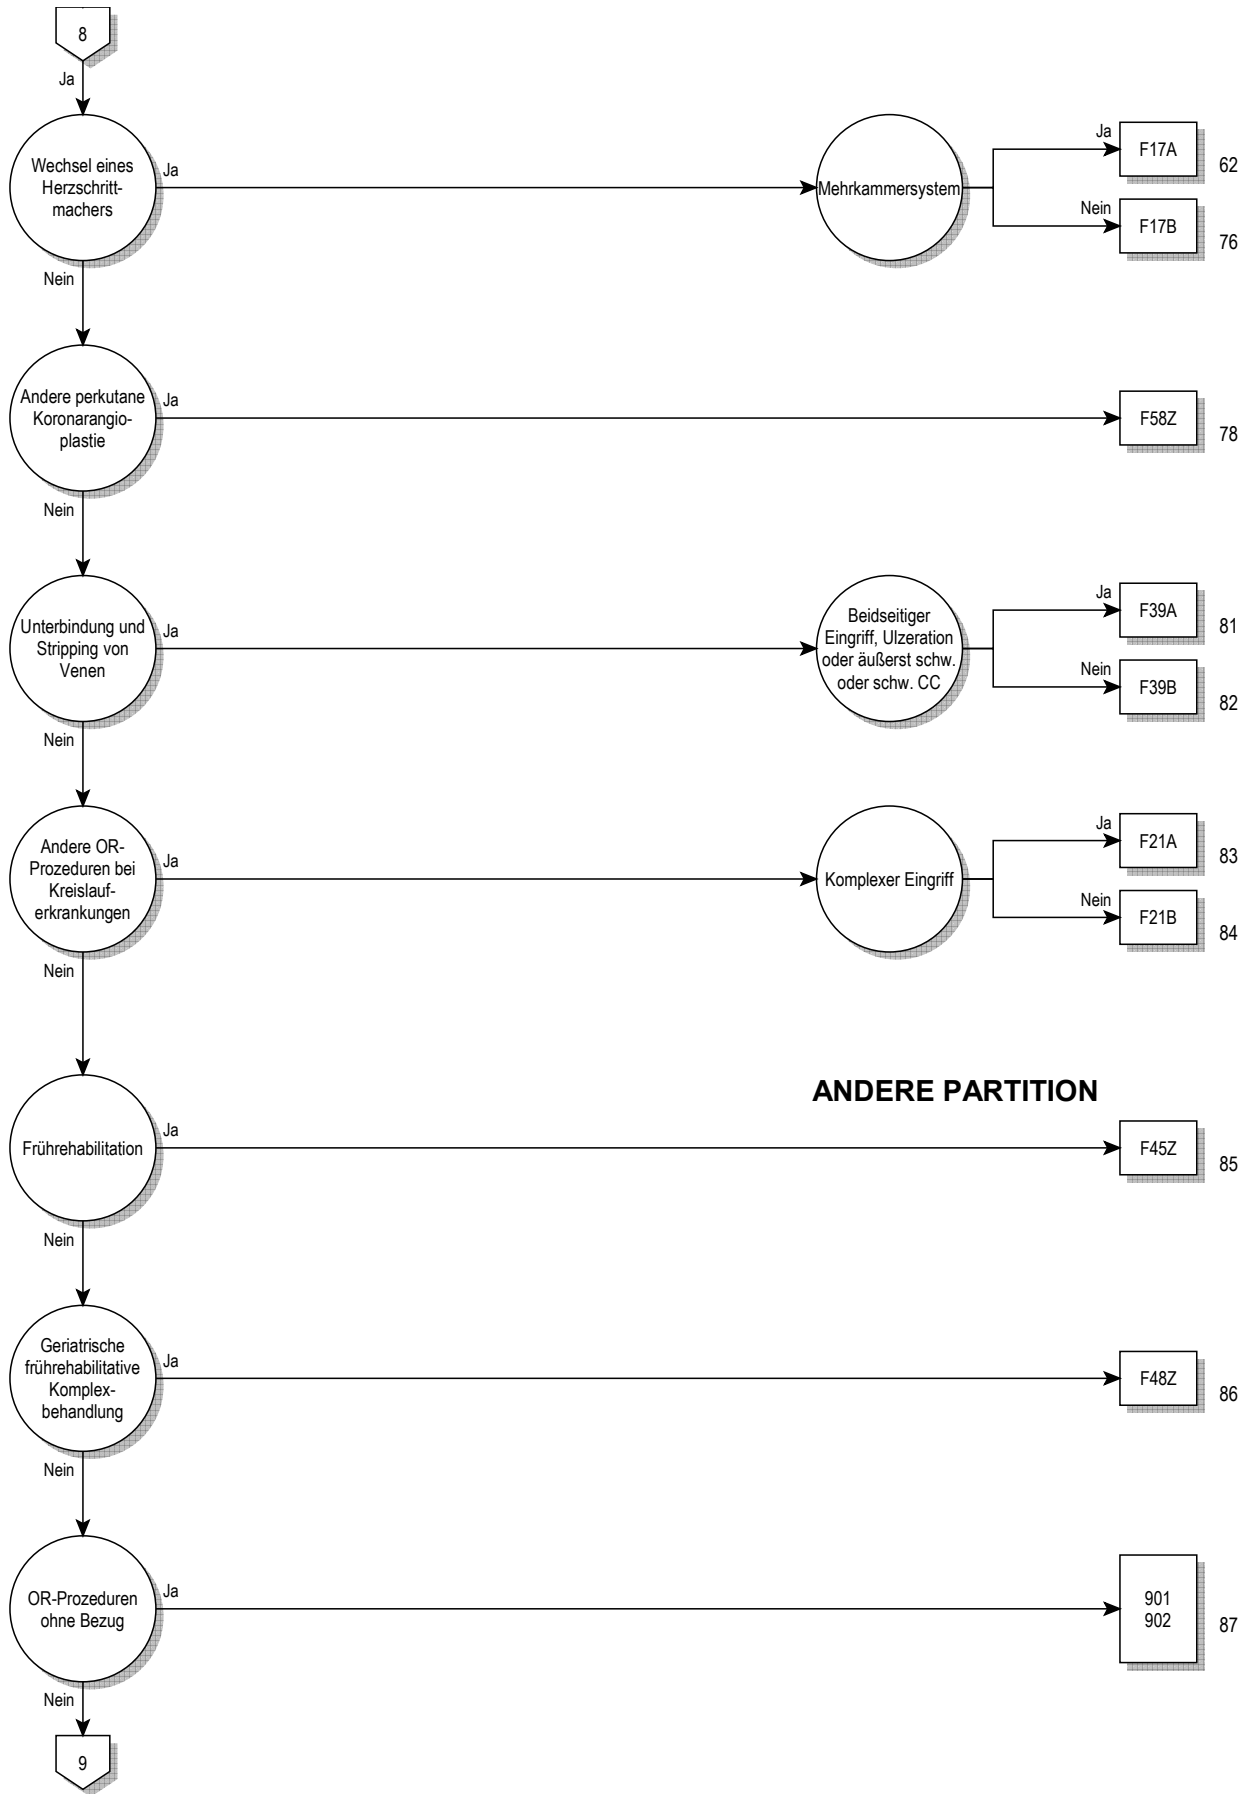 8
Ja
Wechsel eines
Herzschritt-
machers
Ja
Mehrkammersystem
Ja
F17A
62
Nein
F17B
76
Nein
Andere perkutane
Koronarangio-
plastie
Ja
F58Z
78
Nein
Unterbindung und
Stripping von
Venen
Ja
Beidseitiger
Eingriff, Ulzeration
oder äußerst schw.
oder schw. CC
Ja
F39A
81
Nein
F39B
82
Nein
Andere OR-
Prozeduren bei
Kreislauf-
erkrankungen
Ja
Komplexer Eingriff
Ja
F21A
83
Nein
F21B
84
Nein
ANDERE PARTITION
Frührehabilitation
Ja
F45Z
85
Nein
Geriatrische
frührehabilitative
Komplex-
behandlung
Ja
F48Z
86
Nein
OR-Prozeduren
ohne Bezug
Ja
901
902
87
Nein
9